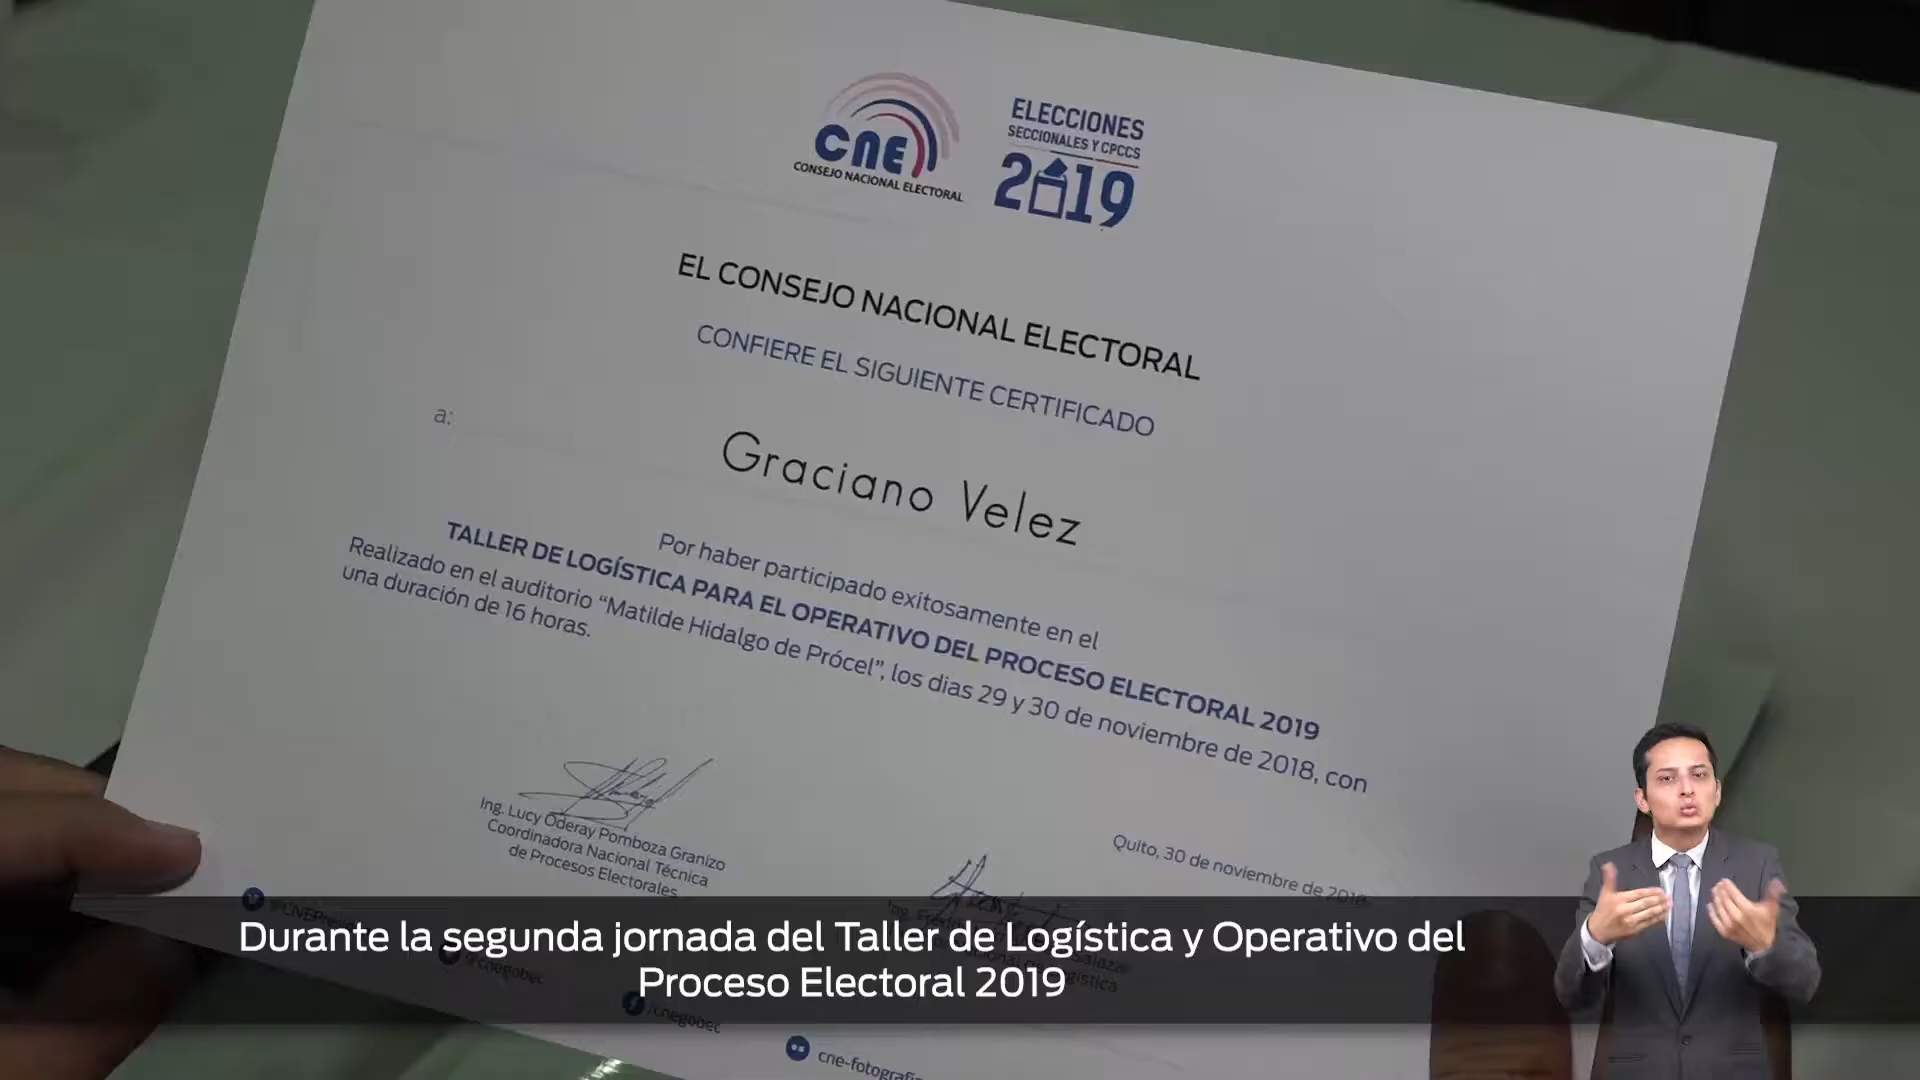 CNE
CONSEJO NACIONAL ELECTORAL
ELECCIONES
SECCIONALES Y CPCCS
2019
EL CONSEJO NACIONAL ELECTORAL
CONFIERE EL SIGUIENTE CERTIFICADO
a:
Graciano Velez
Por haber participado exitosamente en el
TALLER DE LOGÍSTICA PARA EL OPERATIVO DEL PROCESO ELECTORAL 2019
Realizado en el auditorio “Matilde Hidalgo de Prócel”, los dias 29 y 30 de noviembre de 2018, con
una duración de 16 horas.
Ing. Lucy Oderay Pomboza Granizo
Coordinadora Nacional Técnica
de Procesos Electorales
Quito, 30 de noviembre de 2018
Salazar
@cnegobec
/cnegobec
Durante la segunda jornada del Taller de Logística y Operativo del
Proceso Electoral 2019